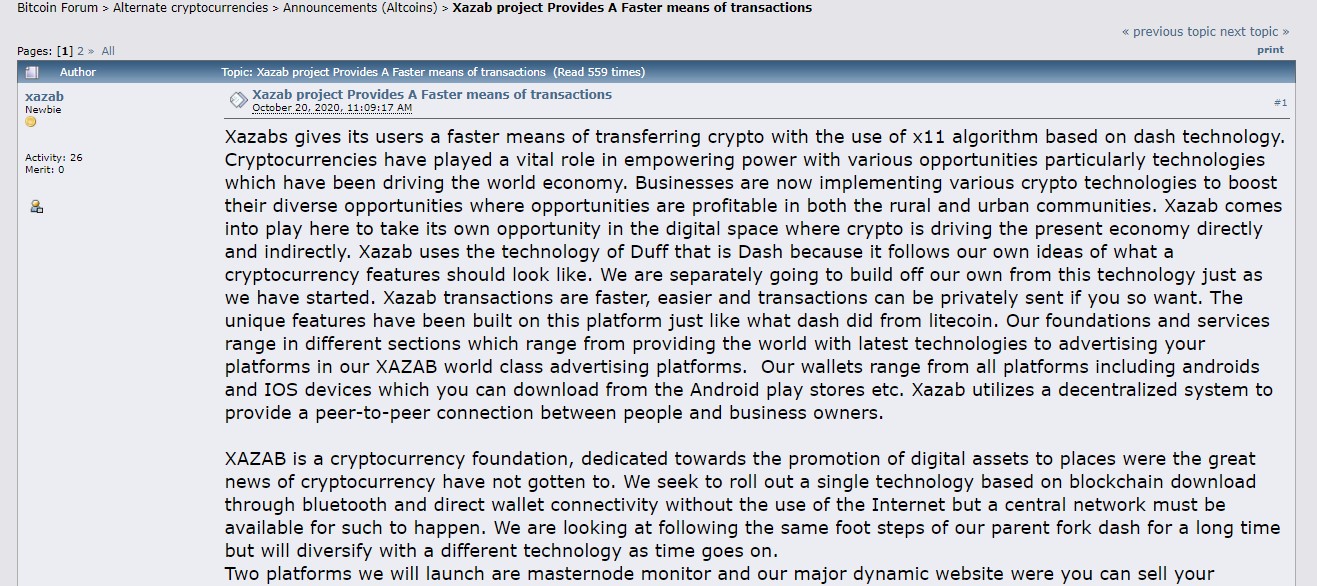 Bitcoin Forum > Alternate cryptocurrencies > Announcements (Altcoins) > Xazab project Provides A Faster means of transactions
« previous topic next topic »
Pages: [1] 2 » All
print
Author
Topic: Xazab project Provides A Faster means of transactions (Read 559 times)
xazab
Newbie
Activity: 26
Merit: 0
Xazab project Provides A Faster means of transactions
October 20, 2020, 11:09:17 AM
#1
Xazabs gives its users a faster means of transferring crypto with the use of x11 algorithm based on dash technology.
Cryptocurrencies have played a vital role in empowering power with various opportunities particularly technologies
which have been driving the world economy. Businesses are now implementing various crypto technologies to boost
their diverse opportunities where opportunities are profitable in both the rural and urban communities. Xazab comes
into play here to take its own opportunity in the digital space where crypto is driving the present economy directly
and indirectly. Xazab uses the technology of Duff that is Dash because it follows our own ideas of what a
cryptocurrency features should look like. We are separately going to build off our own from this technology just as
we have started. Xazab transactions are faster, easier and transactions can be privately sent if you so want. The
unique features have been built on this platform just like what dash did from litecoin. Our foundations and services
range in different sections which range from providing the world with latest technologies to advertising your
platforms in our XAZAB world class advertising platforms.  Our wallets range from all platforms including androids
and IOS devices which you can download from the Android play stores etc. Xazab utilizes a decentralized system to
provide a peer-to-peer connection between people and business owners.
XAZAB is a cryptocurrency foundation, dedicated towards the promotion of digital assets to places were the great
news of cryptocurrency have not gotten to. We seek to roll out a single technology based on blockchain download
through bluetooth and direct wallet connectivity without the use of the Internet but a central network must be
available for such to happen. We are looking at following the same foot steps of our parent fork dash for a long time
but will diversify with a different technology as time goes on.
Two platforms we will launch are masternode monitor and our major dynamic website were you can sell your